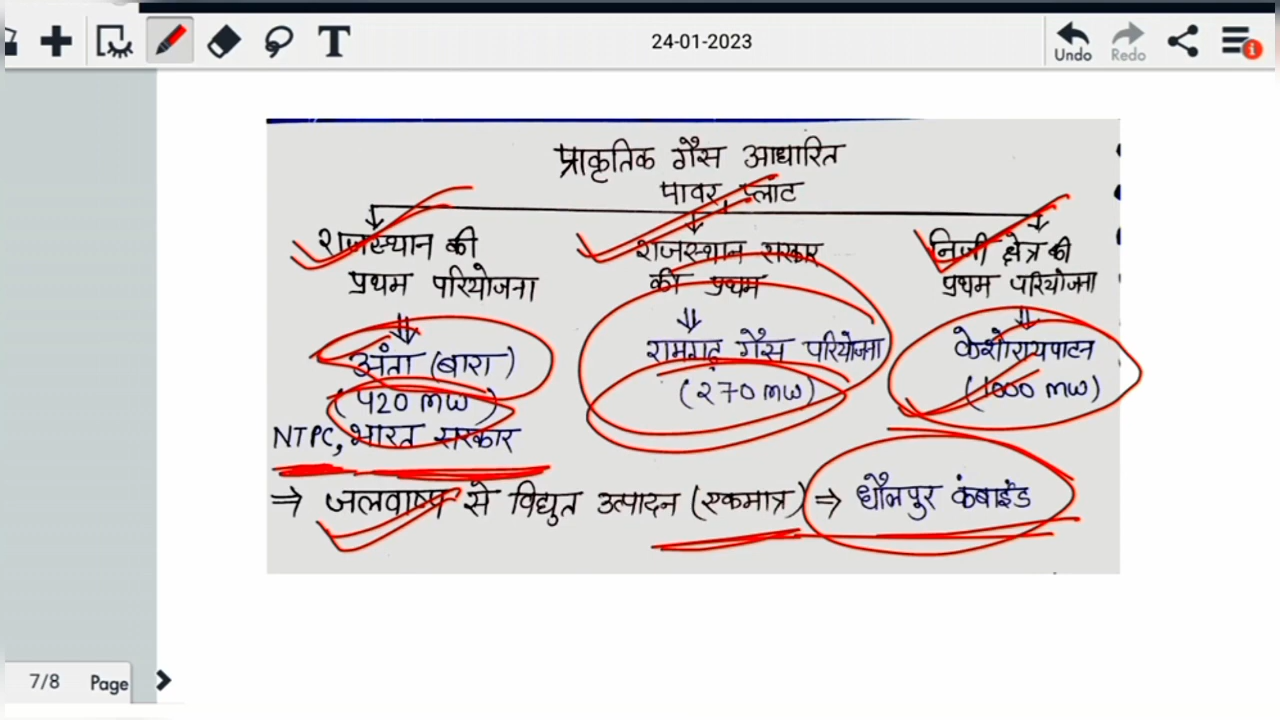 T
24-01-2023
Undo
Redo
प्राकृतिक गैस आधारित
पावर प्लांट
राजस्थान की
प्रथम परियोजना
अंता (बारा)
(420 mw)
NTPC, भारत सरकार
राजस्थान सरकार
की प्रथम
रामगढ़ गैस परियोजना
(270 mw)
निजी क्षेत्र की
प्रथम परियोजना
केशोरायपाटन
(1000 mw)
⇒ जलवाष्प से विद्युत उत्पादन (एकमात्र) ⇒ धौलपुर कंबाइंड
7/8 Page